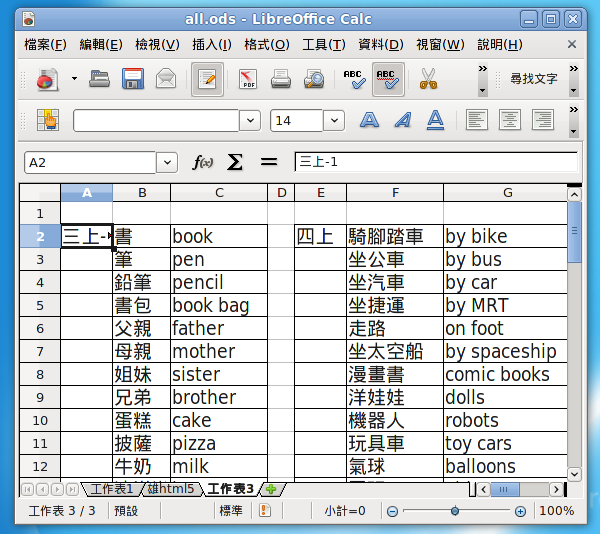 all.ods - LibreOffice Calc
檔案(F) 編輯(E) 檢視(V) 插入(I) 格式(O) 工具(T) 資料(D) 視窗(W) 說明(H)
PDF ABC ABC 尋找文字
14 A A A
A2 f(x) Σ = 三上-1
A B C D E F G
1
2 三上- 書 book 四上 騎腳踏車 by bike
3 筆 pen 坐公車 by bus
4 鉛筆 pencil 坐汽車 by car
5 書包 book bag 坐捷運 by MRT
6 父親 father 走路 on foot
7 母親 mother 坐太空船 by spaceship
8 姐妹 sister 漫畫書 comic books
9 兄弟 brother 洋娃娃 dolls
10 蛋糕 cake 機器人 robots
11 披薩 pizza 玩具車 toy cars
12 牛奶 milk 氣球 balloons
工作表1 雄html5 工作表3
工作表 3 / 3 預設 標準 小計=0 100%